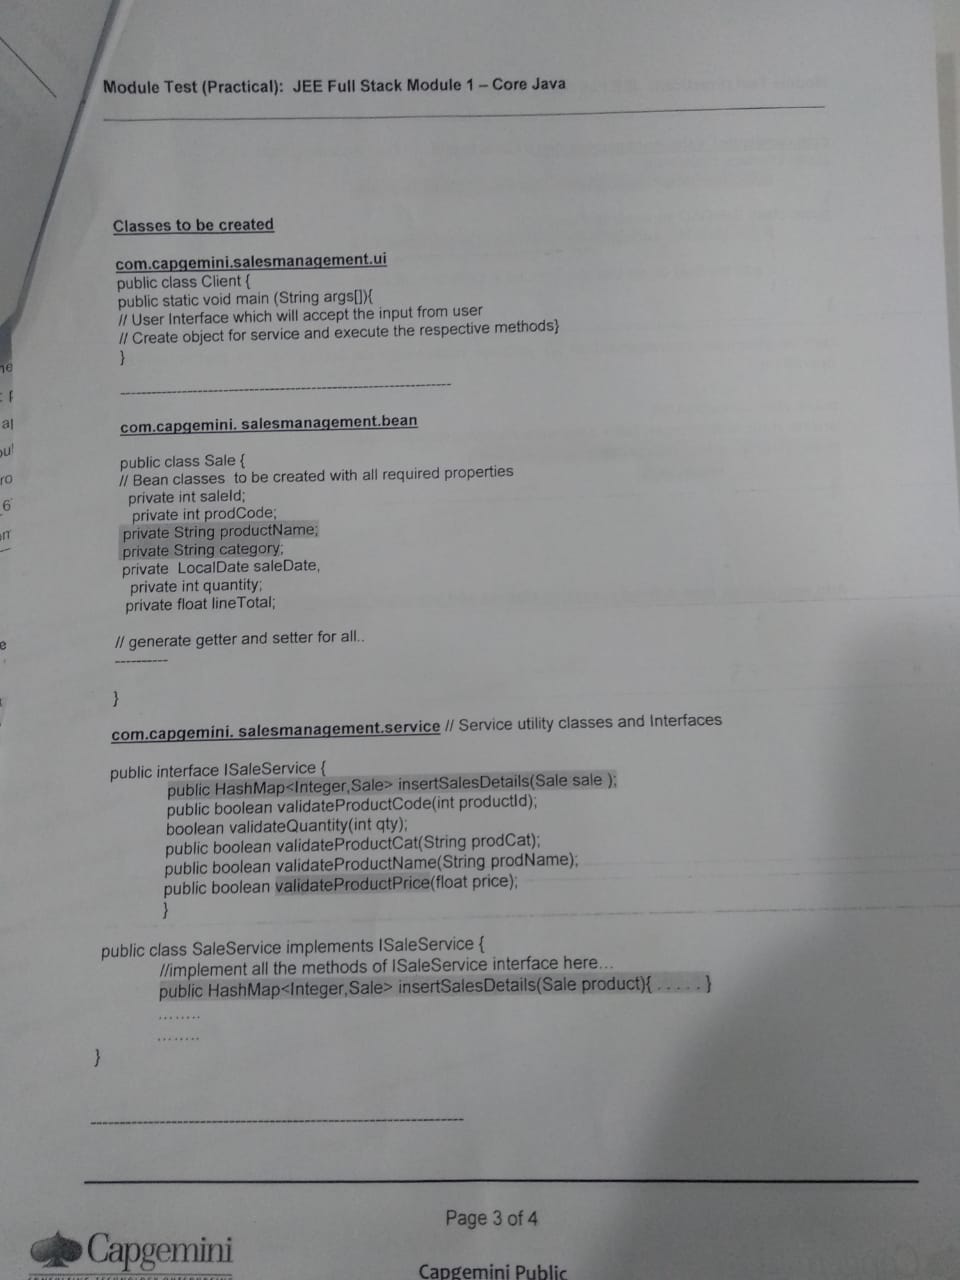 Module Test (Practical): JEE Full Stack Module 1 – Core Java
Classes to be created
com.capgemini.salesmanagement.ui
public class Client {
public static void main (String args[]){
// User Interface which will accept the input from user
// Create object for service and execute the respective methods}
}
------------------------------------------------------------------
com.capgemini. salesmanagement.bean
public class Sale {
// Bean classes to be created with all required properties
private int saleId;
private int prodCode;
private String productName;
private String category;
private LocalDate saleDate,
private int quantity;
private float lineTotal;
// generate getter and setter for all..
----------
}
com.capgemini. salesmanagement.service // Service utility classes and Interfaces
public interface ISaleService {
public HashMap<Integer,Sale> insertSalesDetails(Sale sale );
public boolean validateProductCode(int productId);
boolean validateQuantity(int qty);
public boolean validateProductCat(String prodCat);
public boolean validateProductName(String prodName);
public boolean validateProductPrice(float price);
}
public class SaleService implements ISaleService {
//implement all the methods of ISaleService interface here…
public HashMap<Integer,Sale> insertSalesDetails(Sale product){ . . . . . }
........
........
}
------------------------------------------------------------------
Page 3 of 4
Capgemini
Capgemini Public